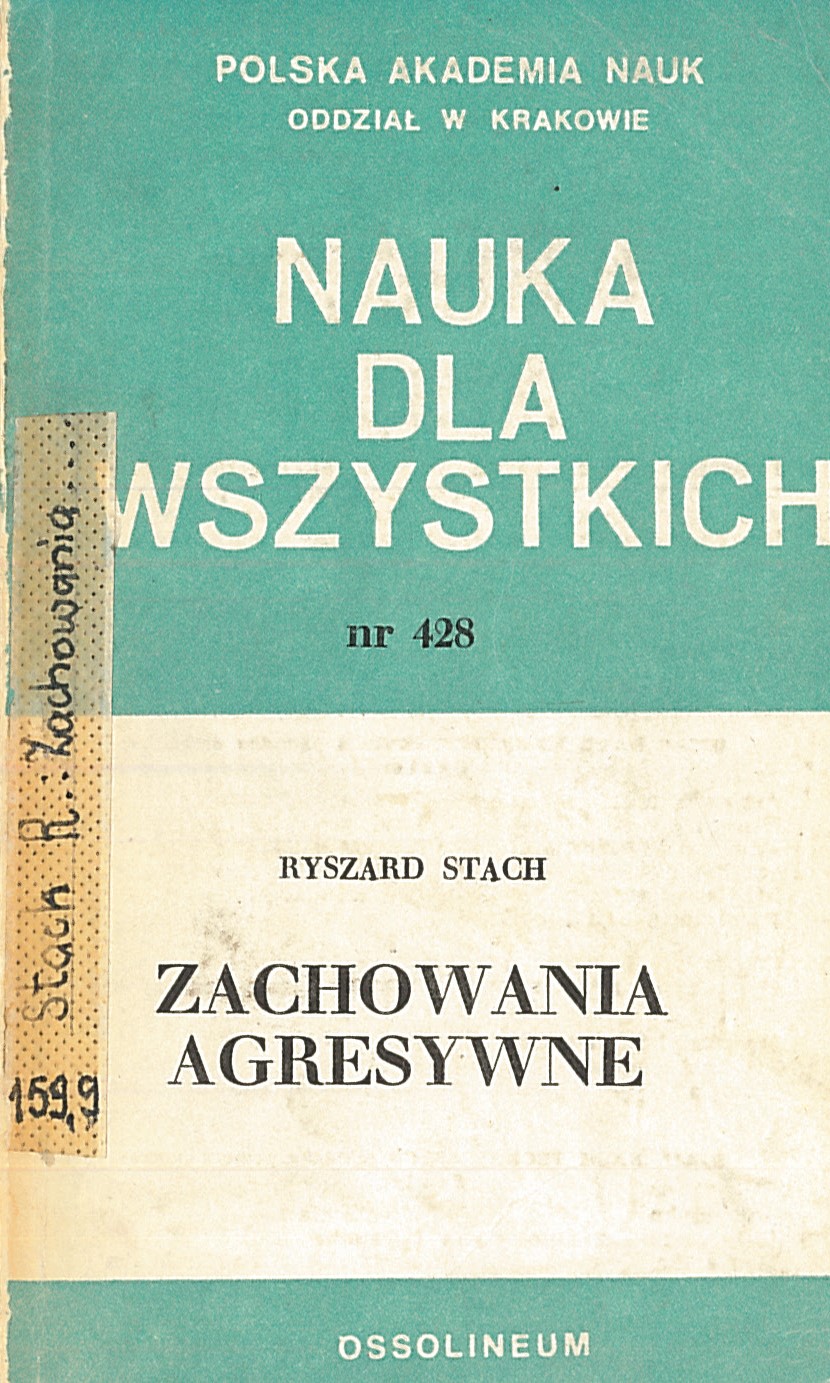 POLSKA AKADEMIA NAUK
ODDZIAŁ W KRAKOWIE
NAUKA
DLA
WSZYSTKICH
nr 428
RYSZARD STACH
ZACHOWANIA
AGRESYWNE
OSSOLINEUM
Stach R.: Zachowania...
159,9